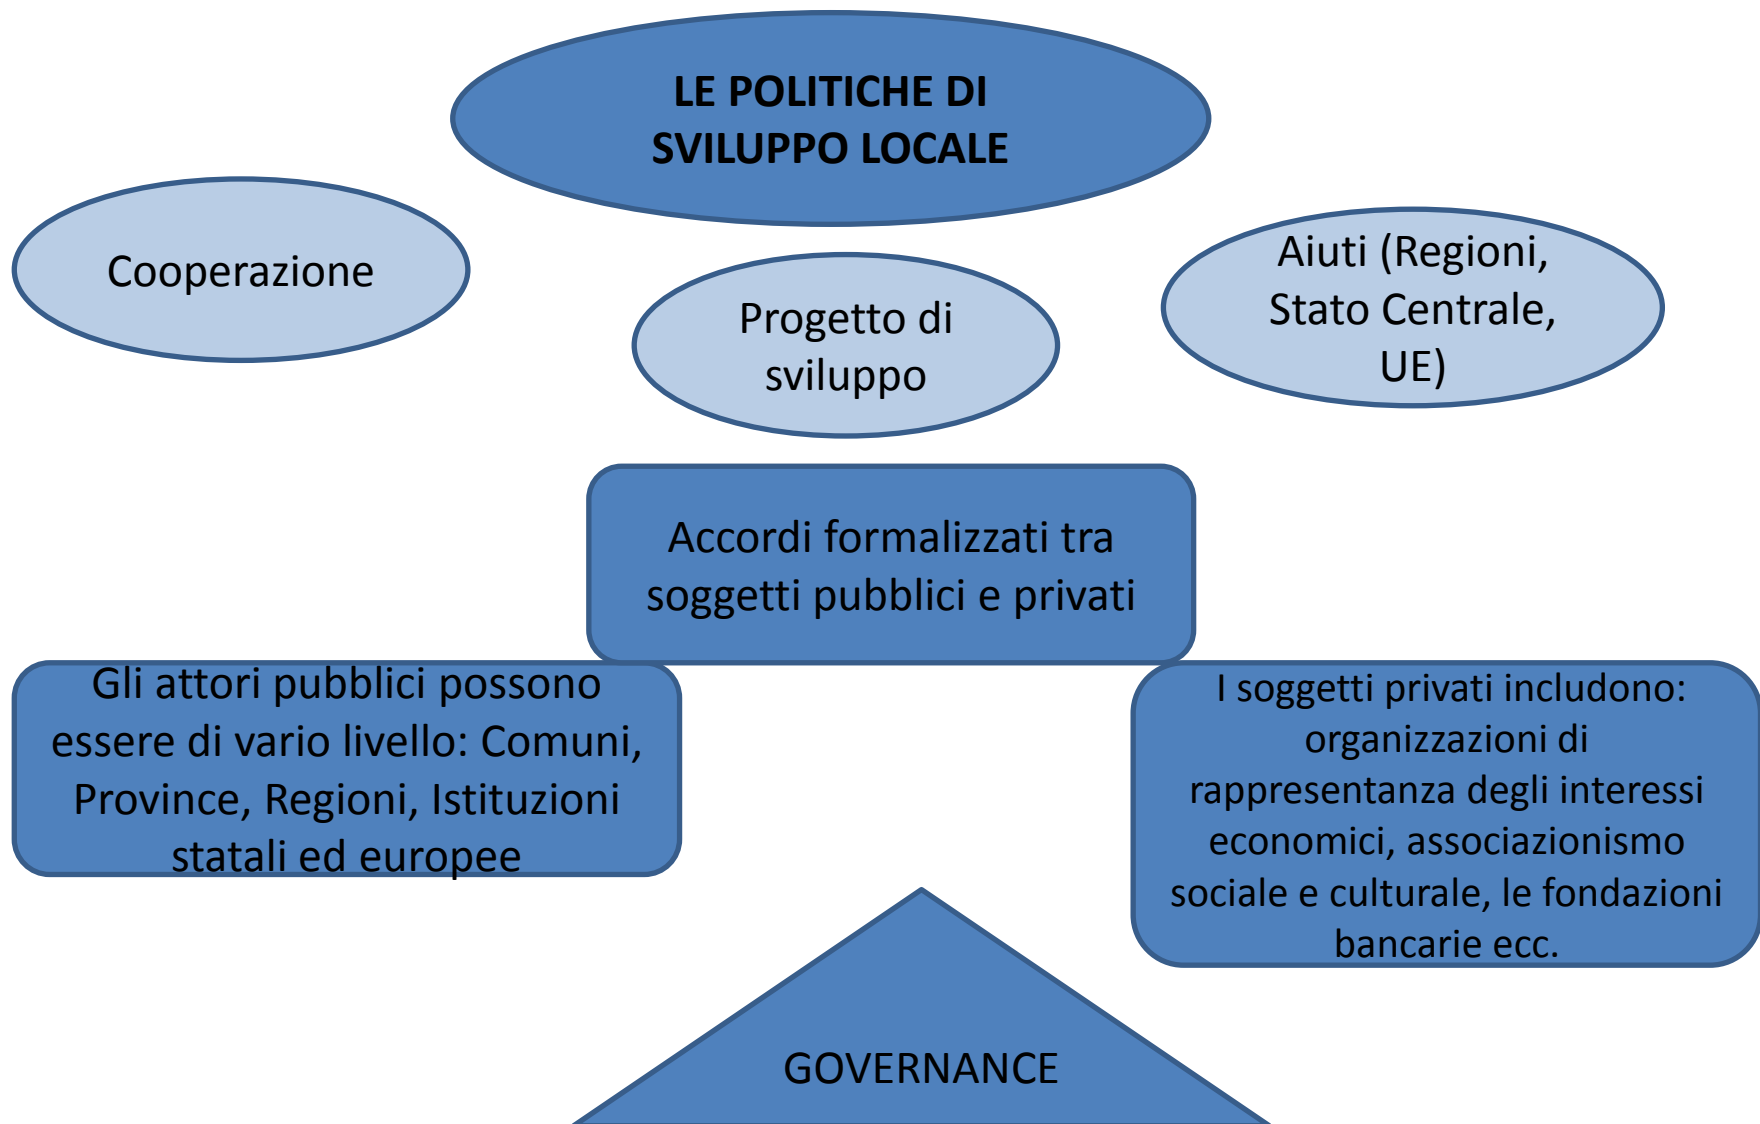 LE POLITICHE DI
SVILUPPO LOCALE
Cooperazione
Progetto di
sviluppo
Aiuti (Regioni,
Stato Centrale,
UE)
Accordi formalizzati tra
soggetti pubblici e privati
Gli attori pubblici possono
essere di vario livello: Comuni,
Province, Regioni, Istituzioni
statali ed europee
I soggetti privati includono:
organizzazioni di
rappresentanza degli interessi
economici, associazionismo
sociale e culturale, le fondazioni
bancarie ecc.
GOVERNANCE